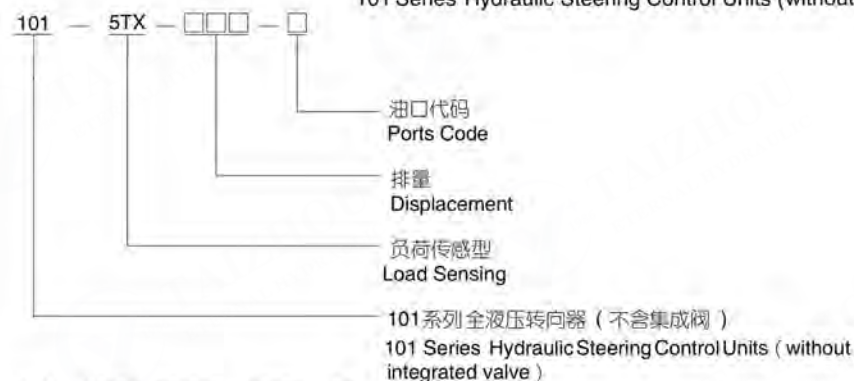 101 Series Hydraulic Steering Control Units (without
101 — 5TX — □□□ — □
油口代码
Ports Code
排量
Displacement
负荷传感型
Load Sensing
101系列全液压转向器（不含集成阀）
101 Series Hydraulic Steering Control Units (without
integrated valve)